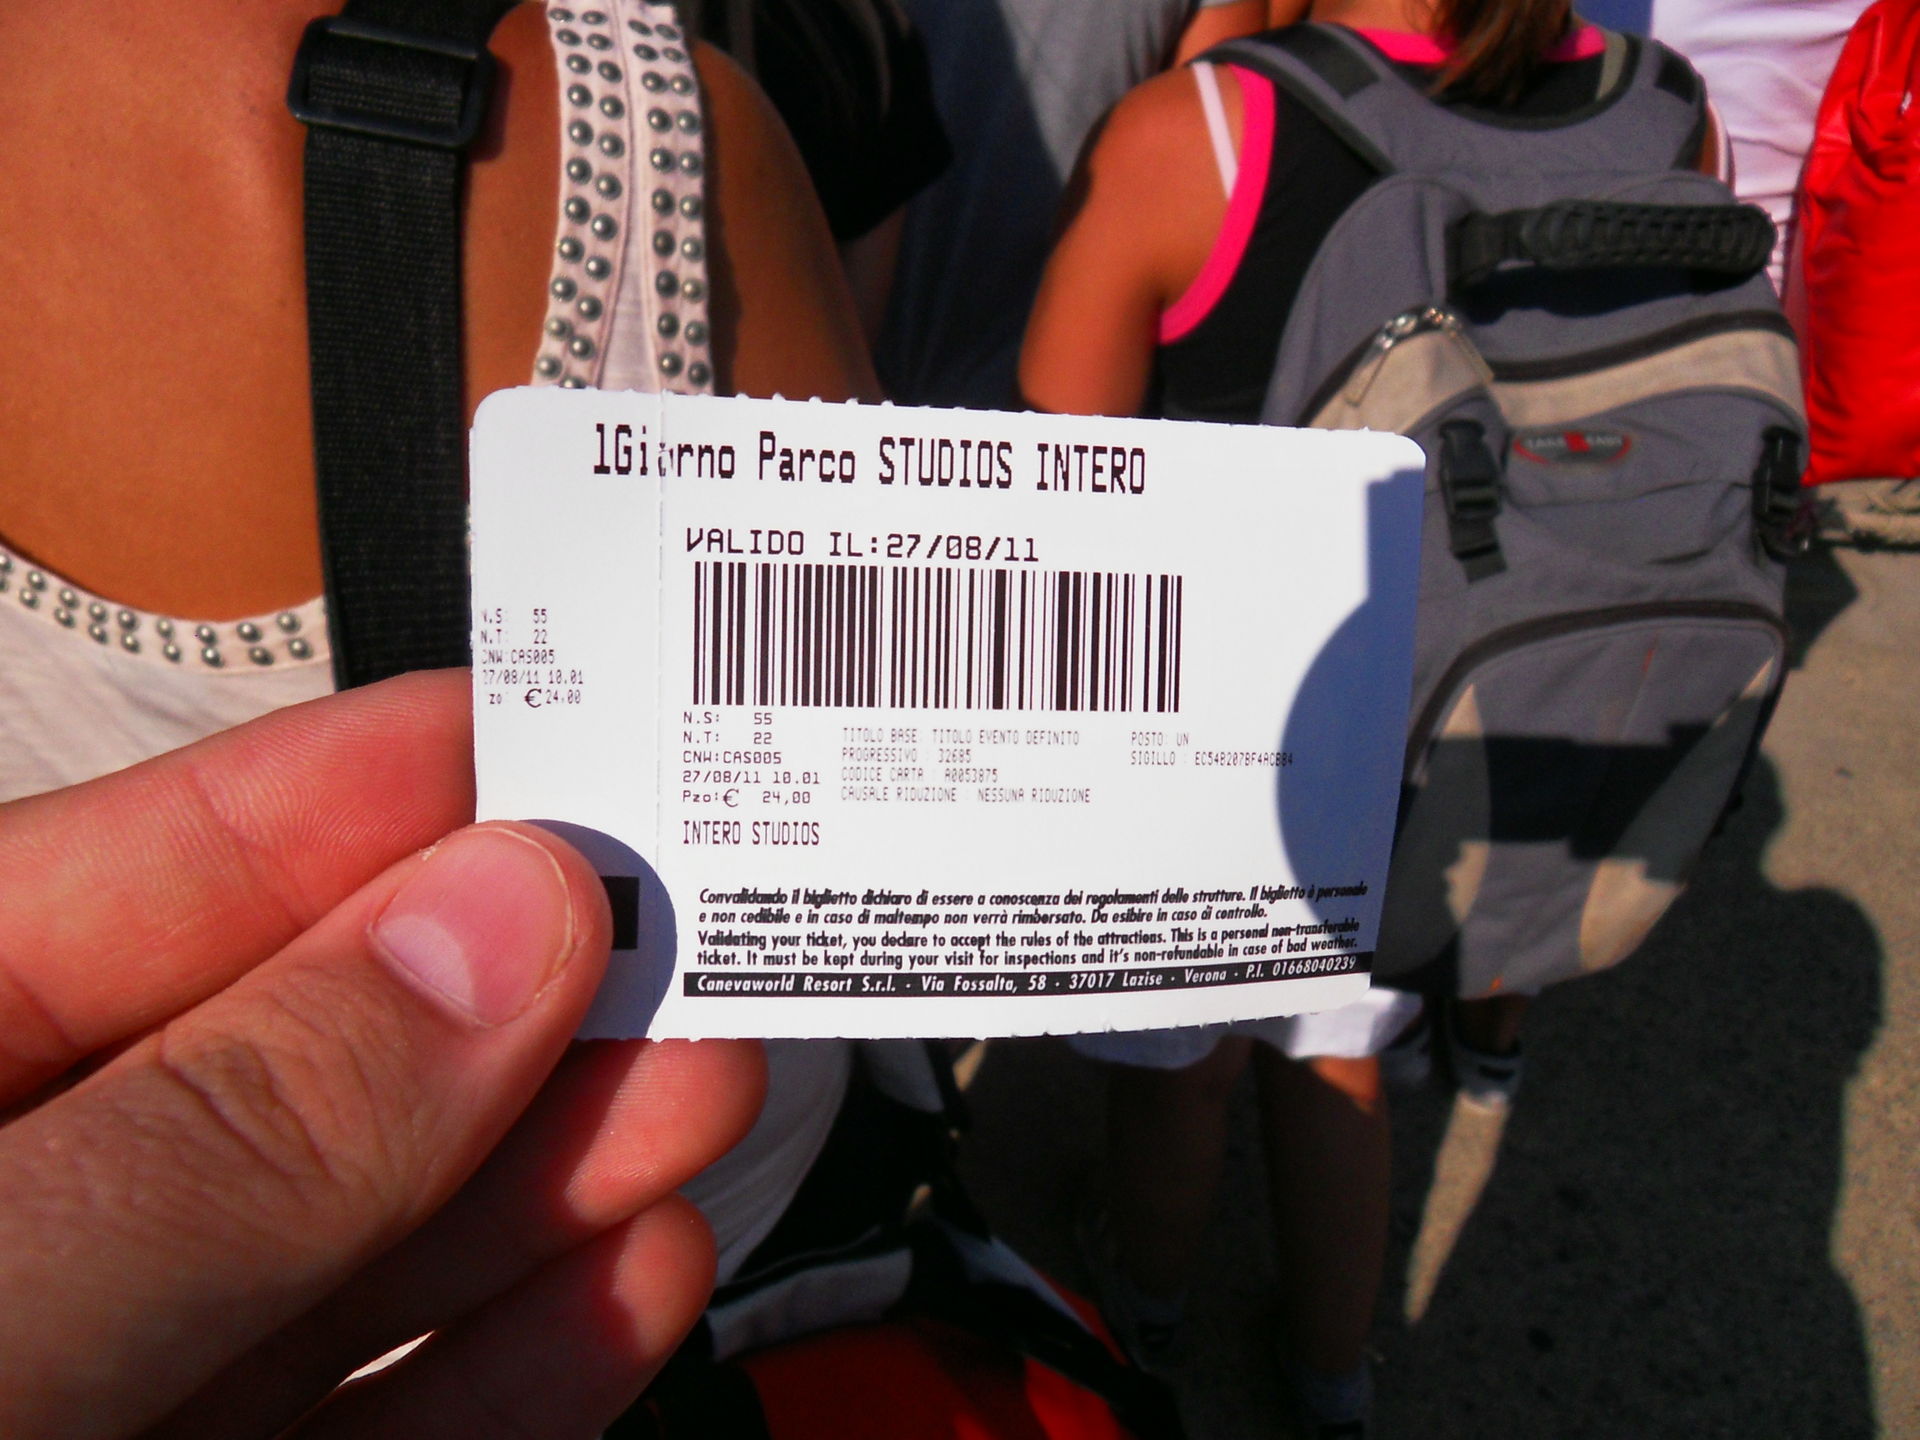 1Giorno Parco STUDIOS INTERO
VALIDO IL:27/08/11
N.S: 55
N.T: 22
CNW:CAS005
27/08/11 10.01
zo: €24,00
N.S: 55
N.T: 22
CNW:CAS005
27/08/11 10.01
Pzo:€ 24,00
INTERO STUDIOS
TITOLO BASE: TITOLO EVENTO DEFINITO
PROGRESSIVO : 32685
CODICE CARTA : A0053875
CAUSALE RIDUZIONE : NESSUNA RIDUZIONE
POSTO: UN
SIGILLO :
Convalidando il biglietto dichiaro di essere a conoscenza dei regolamenti delle strutture. Il biglietto è personale
e non cedibile e in caso di maltempo non verrà rimborsato. Da esibire in caso di controllo.
Validating your ticket, you declare to accept the rules of the attractions. This is a personal non-transferable
ticket. It must be kept during your visit for inspections and it's non-refundable in case of bad weather.
Canevaworld Resort S.r.l. · Via Fossalta, 58 · 37017 Lazise · Verona · P.I. 01668040239